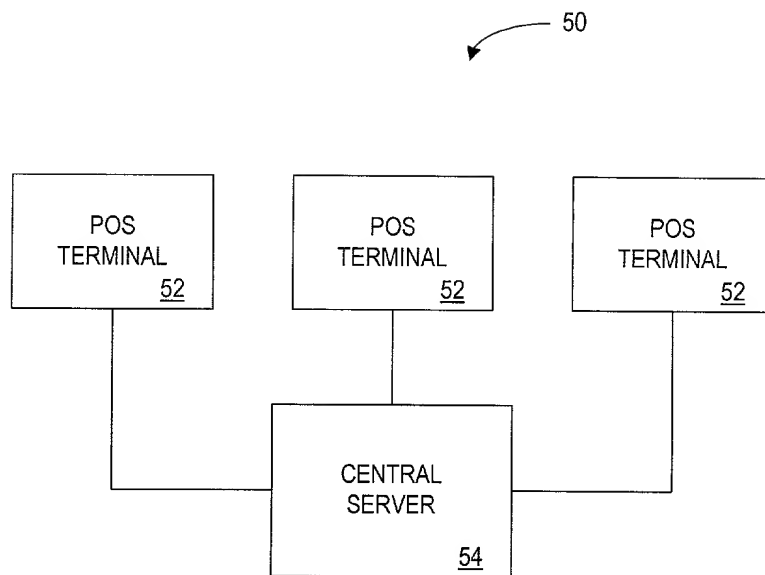 50
POS
TERMINAL
52
POS
TERMINAL
52
POS
TERMINAL
52
CENTRAL
SERVER
54